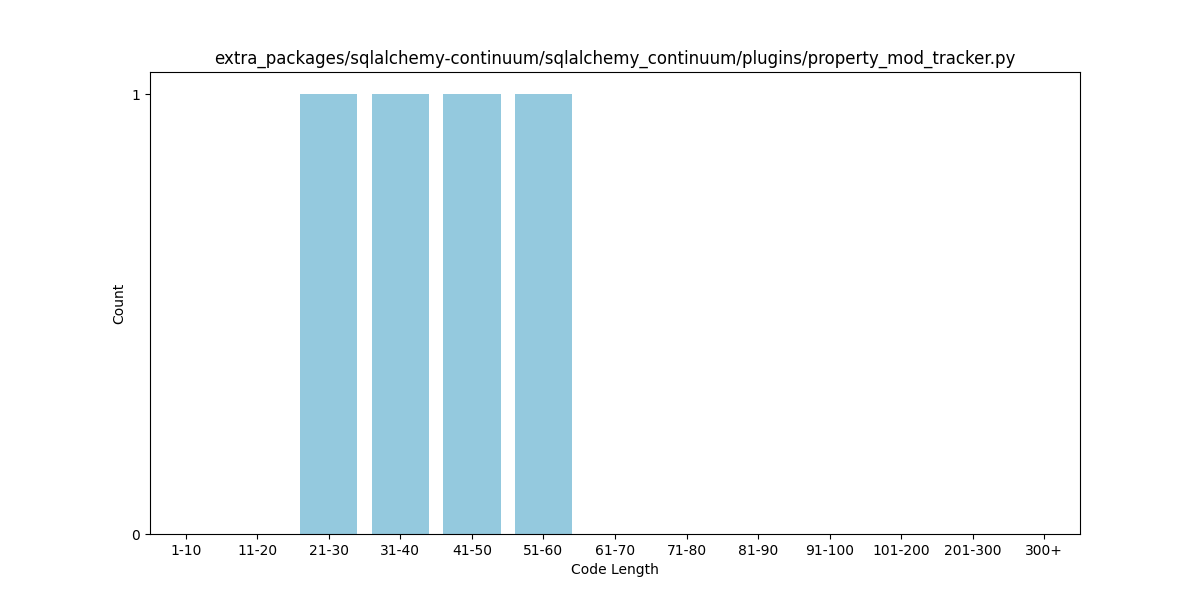 extra_packages/sqlalchemy-continuum/sqlalchemy_continuum/plugins/property_mod_tracker.py
1
Count
0
1-10 11-20 21-30 31-40 41-50 51-60 61-70 71-80 81-90 91-100 101-200 201-300 300+
Code Length